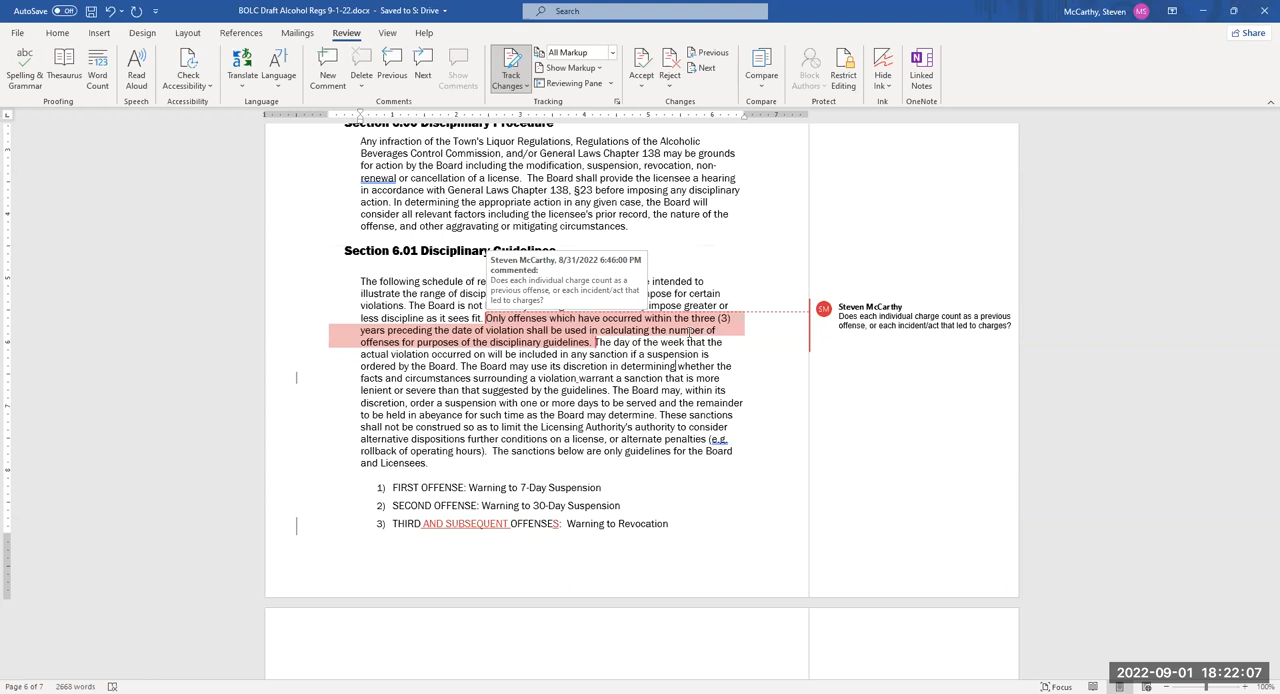 AutoSave Off BOLC Draft Alcohol Regs 9-1-22.docx - Saved to S: Drive Search McCarthy, Steven MS
File Home Insert Design Layout References Mailings Review View Help Share
Spelling & Grammar Thesaurus Word Count Read Aloud Check Accessibility Translate Language New Comment Delete Previous Next Show Comments Track Changes All Markup Show Markup Reviewing Pane Accept Reject Previous Next Compare Block Authors Restrict Editing Hide Ink Linked Notes
Proofing Speech Accessibility Language Comments Tracking Changes Compare Protect Ink OneNote
Section 6.00 Disciplinary Procedure
Any infraction of the Town's Liquor Regulations, Regulations of the Alcoholic
Beverages Control Commission, and/or General Laws Chapter 138 may be grounds
for action by the Board including the modification, suspension, revocation, non-
renewal or cancellation of a license. The Board shall provide the licensee a hearing
in accordance with General Laws Chapter 138, §23 before imposing any disciplinary
action. In determining the appropriate action in any given case, the Board will
consider all relevant factors including the licensee's prior record, the nature of the
offense, and other aggravating or mitigating circumstances.
Section 6.01 Disciplinary Guidelines
Steven McCarthy, 8/31/2022 6:46:00 PM
commented:
Does each individual charge count as a
previous offense, or each incident/act that
led to charges?
The following schedule of intended to
illustrate the range of for certain
violations. The Board is not impose greater or
less discipline as it sees fit. Only offenses which have occurred within the three (3)
years preceding the date of violation shall be used in calculating the number of
offenses for purposes of the disciplinary guidelines. The day of the week that the
actual violation occurred on will be included in any sanction if a suspension is
ordered by the Board. The Board may use its discretion in determining whether the
facts and circumstances surrounding a violation warrant a sanction that is more
lenient or severe than that suggested by the guidelines. The Board may, within its
discretion, order a suspension with one or more days to be served and the remainder
to be held in abeyance for such time as the Board may determine. These sanctions
shall not be construed so as to limit the Licensing Authority's authority to consider
alternative dispositions further conditions on a license, or alternate penalties (e.g.
rollback of operating hours). The sanctions below are only guidelines for the Board
and Licensees.
1) FIRST OFFENSE: Warning to 7-Day Suspension
2) SECOND OFFENSE: Warning to 30-Day Suspension
3) THIRD AND SUBSEQUENT OFFENSES: Warning to Revocation
SM Steven McCarthy
Does each individual charge count as a previous
offense, or each incident/act that led to charges?
2022-09-01 18:22:07
Page 6 of 7 2668 words Focus 100%